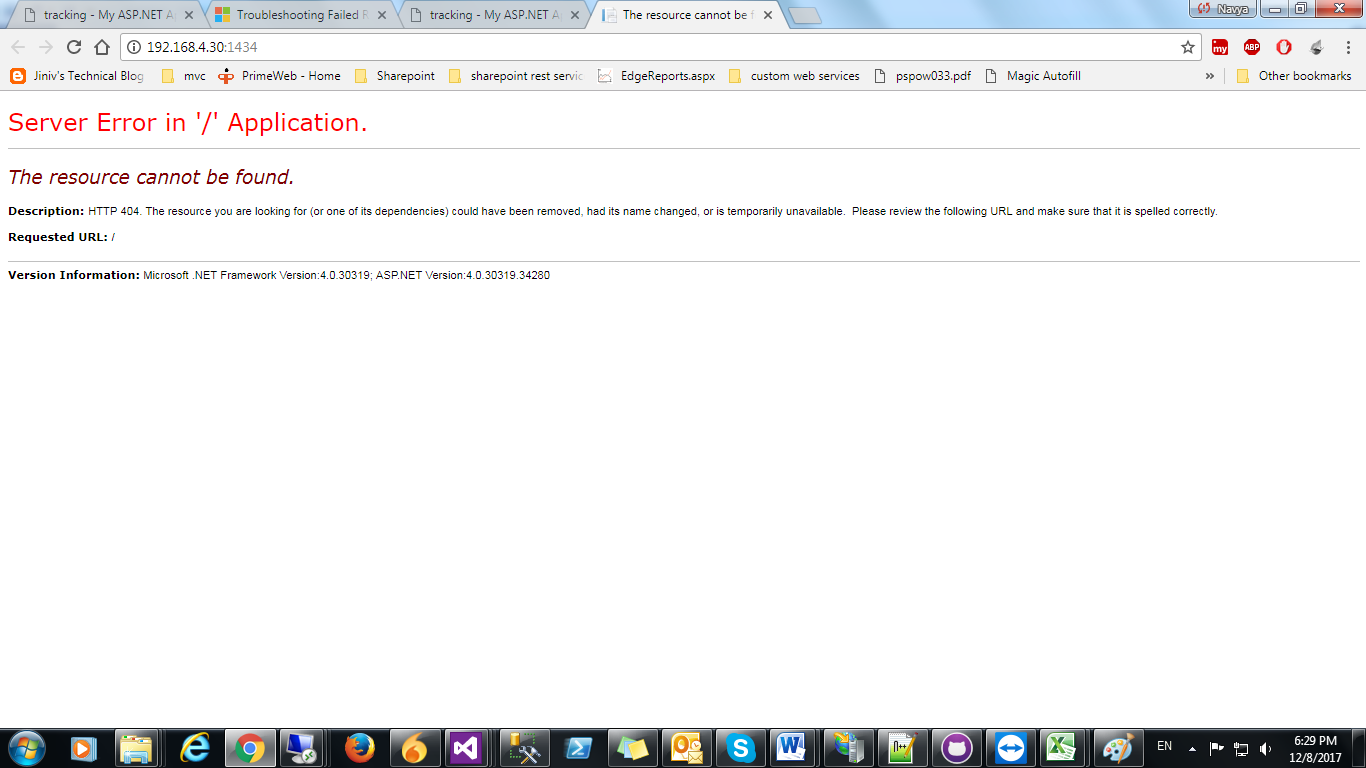 tracking - My ASP.NET A
Troubleshooting Failed R
tracking - My ASP.NET A
The resource cannot be f
Navya
192.168.4.30:1434
my
ABP
Jiniv's Technical Blog
mvc
PrimeWeb - Home
Sharepoint
sharepoint rest servic
EdgeReports.aspx
custom web services
pspow033.pdf
Magic Autofill
»
Other bookmarks
Server Error in '/' Application.
The resource cannot be found.
Description: HTTP 404. The resource you are looking for (or one of its dependencies) could have been removed, had its name changed, or is temporarily unavailable.  Please review the following URL and make sure that it is spelled correctly.
Requested URL: /
Version Information: Microsoft .NET Framework Version:4.0.30319; ASP.NET Version:4.0.30319.34280
EN
6:29 PM
12/8/2017